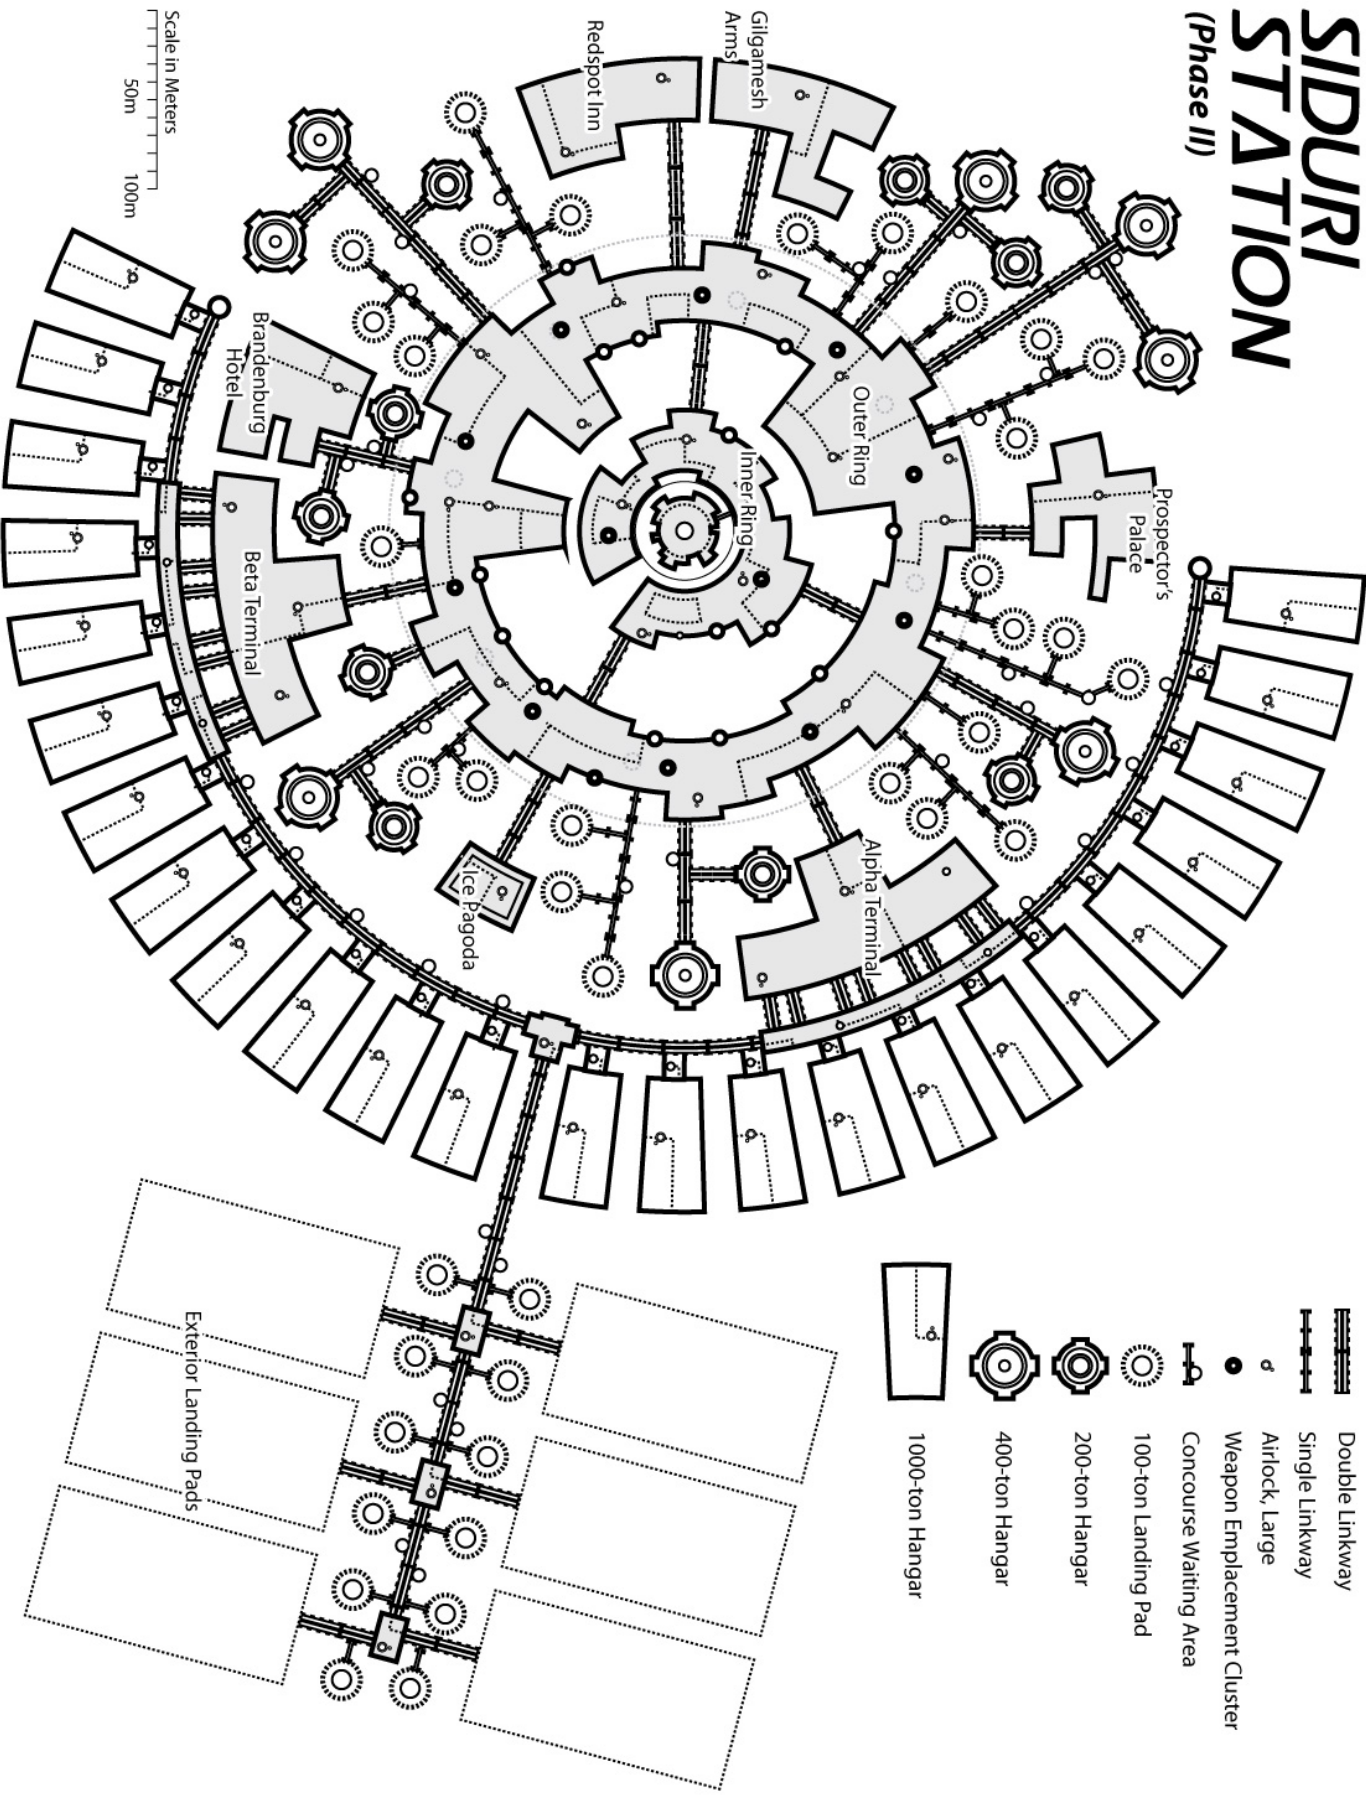 SIDURI
STATION
(Phase III)
Scale in Meters
50m
100m
Redspot Inn
Gilgamesh
Arms
Outer Ring
Inner Ring
Prospector's
Palace
Brandenburg
Hotel
Beta Terminal
Ice Pagoda
Alpha Terminal
Exterior Landing Pads
Double Linkway
Single Linkway
Airlock, Large
Weapon Emplacement Cluster
Concourse Waiting Area
100-ton Landing Pad
200-ton Hangar
400-ton Hangar
1000-ton Hangar